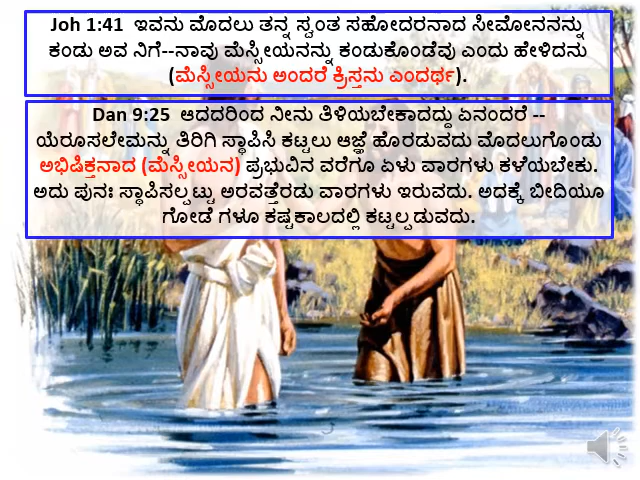 Joh 1:41 ಇವನು ಮೊದಲು ತನ್ನ ಸ್ವಂತ ಸಹೋದರನಾದ ಸೀಮೋನನನ್ನು
ಕಂಡು ಅವ ನಿಗೆ--ನಾವು ಮೆಸ್ಸೀಯನನ್ನು ಕಂಡುಕೊಂಡೆವು ಎಂದು ಹೇಳಿದನು
(ಮೆಸ್ಸೀಯನು ಅಂದರೆ ಕ್ರಿಸ್ತನು ಎಂದರ್ಥ).
Dan 9:25 ಆದದರಿಂದ ನೀನು ತಿಳಿಯಬೇಕಾದದ್ದು ಏನಂದರೆ --
ಯೆರೂಸಲೇಮನ್ನು ತಿರಿಗಿ ಸ್ಥಾಪಿಸಿ ಕಟ್ಟಲು ಆಜ್ಞೆ ಹೊರಡುವದು ಮೊದಲುಗೊಂಡು
ಅಭಿಷಿಕ್ತನಾದ (ಮೆಸ್ಸೀಯನ) ಪ್ರಭುವಿನ ವರೆಗೂ ಏಳು ವಾರಗಳು ಕಳೆಯಬೇಕು.
ಅದು ಪುನಃ ಸ್ಥಾಪಿಸಲ್ಪಟ್ಟು ಅರವತ್ತೆರಡು ವಾರಗಳು ಇರುವದು. ಅದಕ್ಕೆ ಬೀದಿಯೂ
ಗೋಡೆ ಗಳೂ ಕಷ್ಟಕಾಲದಲ್ಲಿ ಕಟ್ಟಲ್ಪಡುವದು.